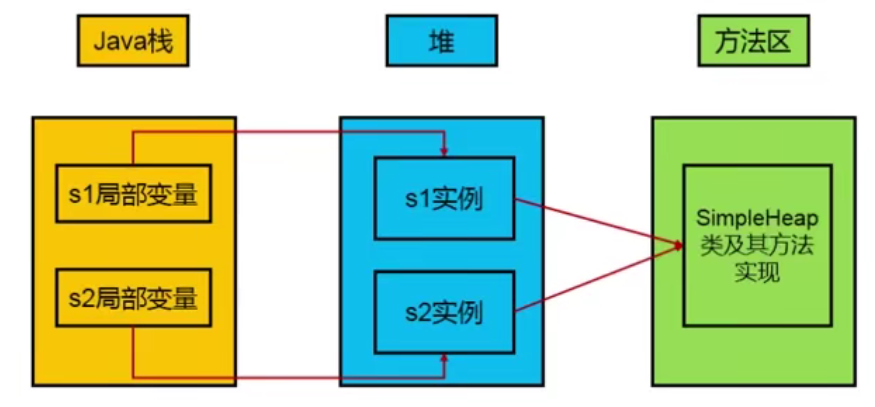 Java栈
堆
方法区
s1局部变量
s2局部变量
s1实例
s2实例
SimpleHeap
类及其方法
实现